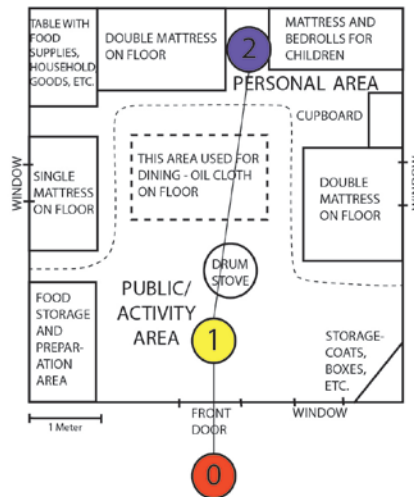 TABLE WITH
FOOD
SUPPLIES,
HOUSEHOLD
GOODS, ETC.
DOUBLE MATTRESS
ON FLOOR
2
MATTRESS AND
BEDROLLS FOR
CHILDREN
PERSONAL AREA
CUPBOARD
WINDOW
SINGLE
MATTRESS
ON FLOOR
THIS AREA USED FOR
DINING - OIL CLOTH
ON FLOOR
DOUBLE
MATTRESS
ON FLOOR
WINDOW
DRUM
STOVE
PUBLIC/
ACTIVITY
AREA
1
FOOD
STORAGE
AND
PREPAR-
ATION
AREA
STORAGE-
COATS,
BOXES,
ETC.
1 Meter
FRONT
DOOR
WINDOW
0